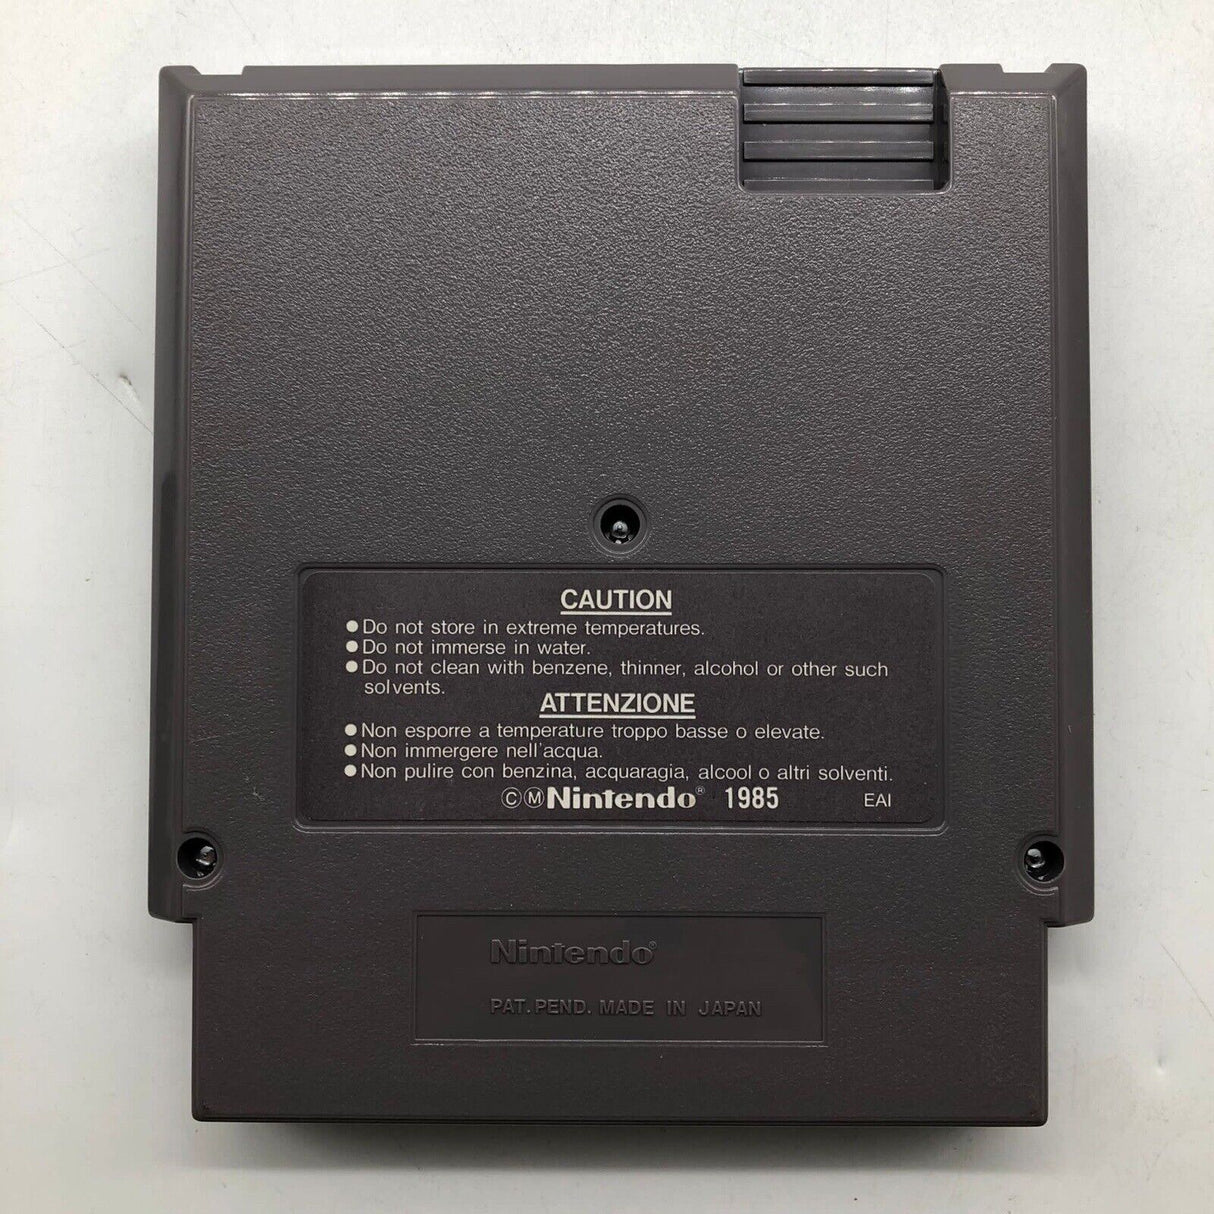 CAUTION
●Do not store in extreme temperatures.
●Do not immerse in water.
●Do not clean with benzene, thinner, alcohol or other such
solvents.
ATTENZIONE
●Non esporre a temperature troppo basse o elevate.
●Non immergere nell'acqua.
●Non pulire con benzina, acquaragia, alcool o altri solventi.
ⒸⓂNintendo® 1985 EAI
Nintendo®
PAT. PEND. MADE IN JAPAN